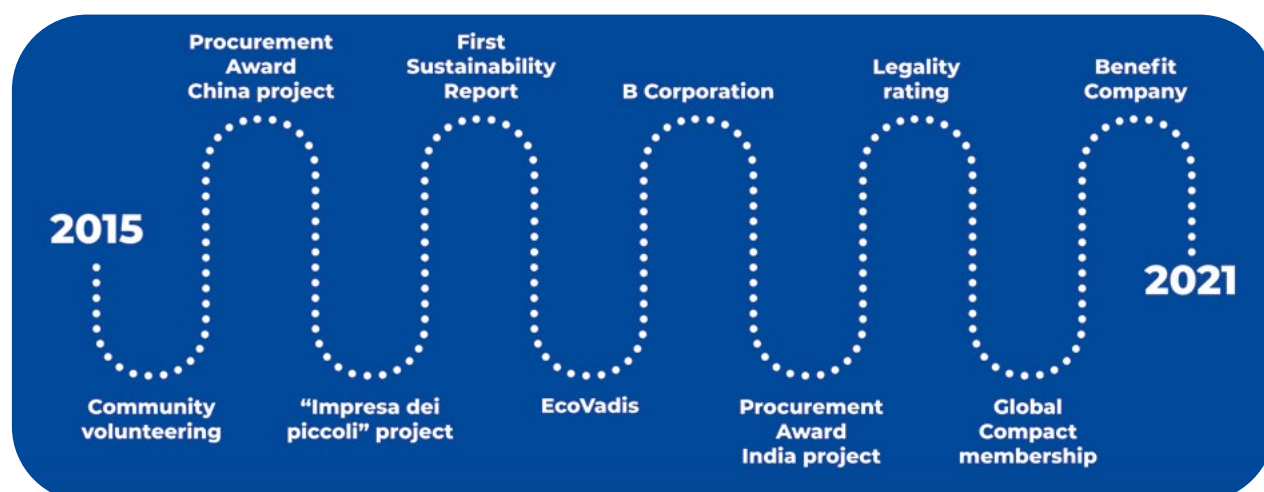 2015
Community
volunteering
Procurement
Award
China project
“Impresa dei
piccoli” project
First
Sustainability
Report
EcoVadis
B Corporation
Procurement
Award
India project
Legality
rating
Global
Compact
membership
Benefit
Company
2021